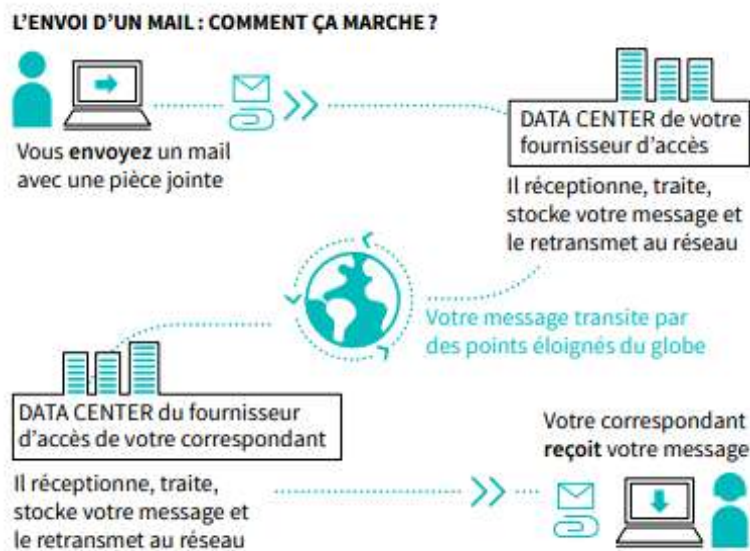 L'ENVOI D'UN MAIL : COMMENT ÇA MARCHE ?
Vous envoyez un mail
avec une pièce jointe
DATA CENTER de votre
fournisseur d'accès
Il réceptionne, traite,
stocke votre message et
le retransmet au réseau
Votre message transite par
des points éloignés du globe
DATA CENTER du fournisseur
d'accès de votre correspondant
Il réceptionne, traite,
stocke votre message et
le retransmet au réseau
Votre correspondant
reçoit votre message